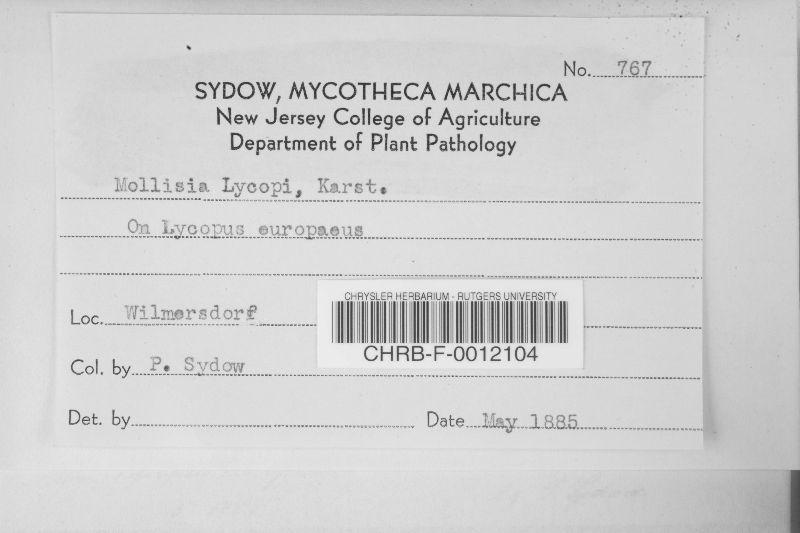 No. 767
SYDOW, MYCOTHECA MARCHICA
New Jersey College of Agriculture
Department of Plant Pathology
Mollisia Lycopi, Karst.
On Lycopus europaeus
Loc. Wilmersdorf
CHRYSLER HERBARIUM - RUTGERS UNIVERSITY
CHRB-F-0012104
Col. by P. Sydow
Det. by
Date May 1885